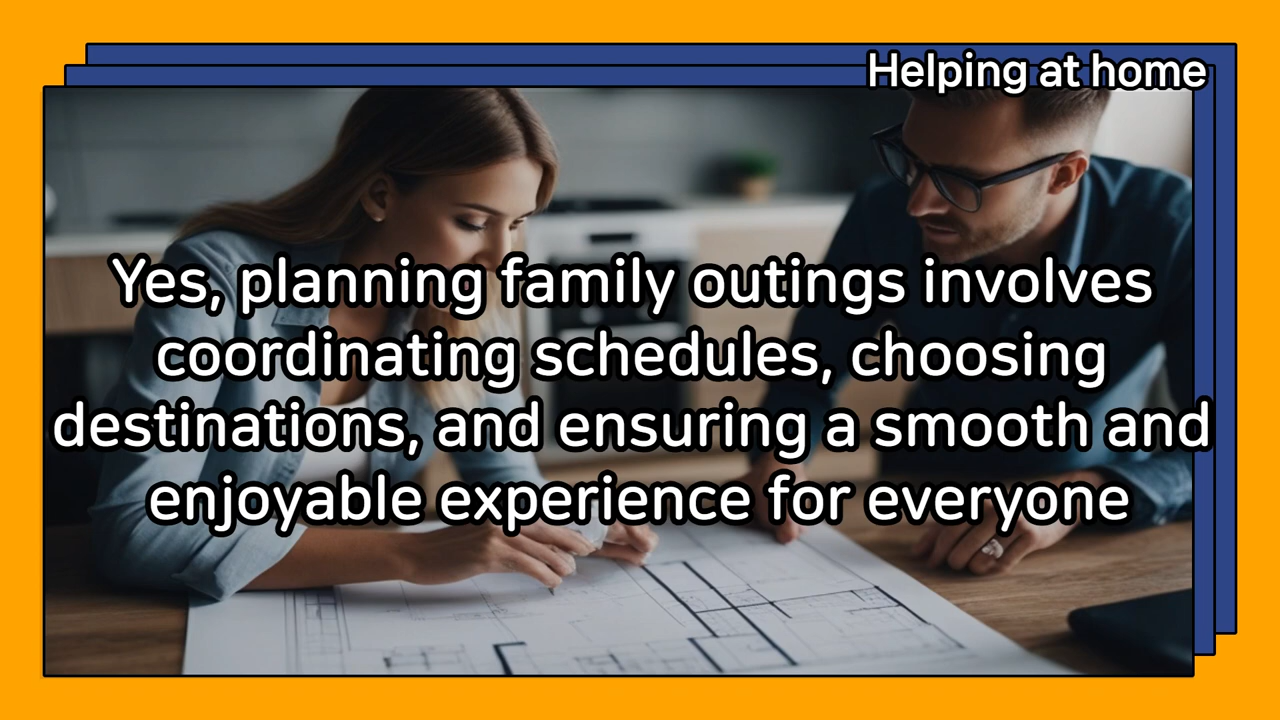 Helping at home
Yes, planning family outings involves
coordinating schedules, choosing
destinations, and ensuring a smooth and
enjoyable experience for everyone